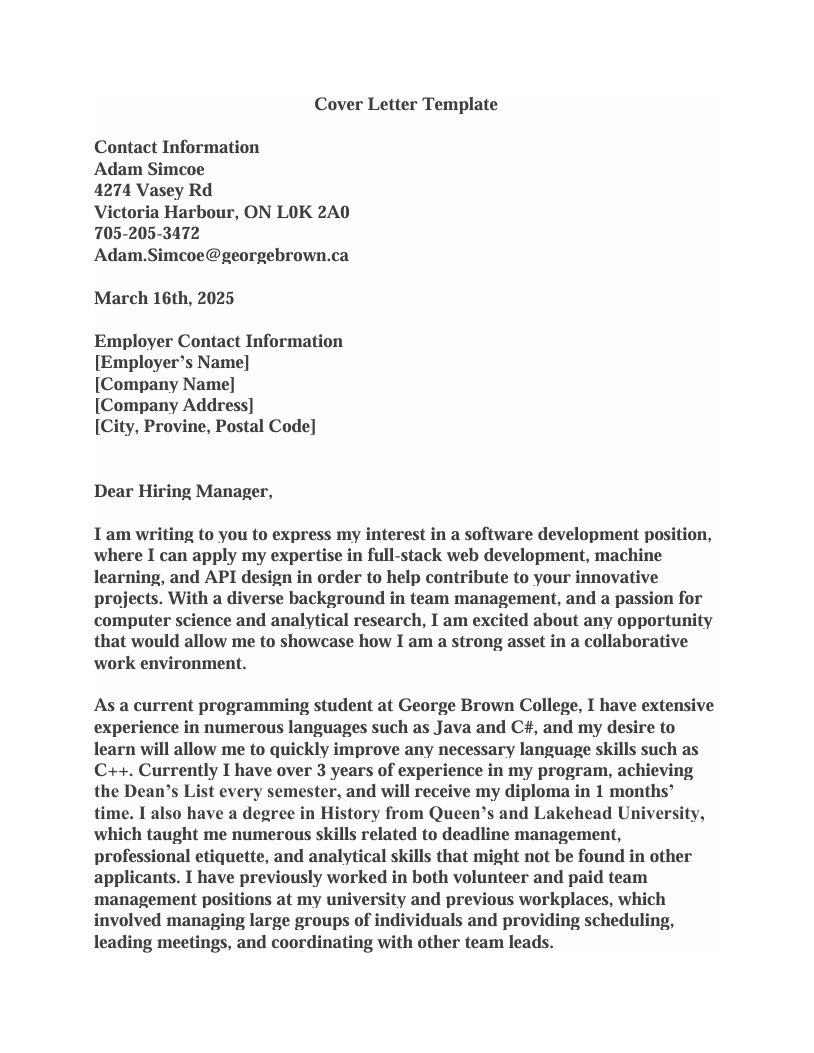 Cover Letter Template
Contact Information
Adam Simcoe
4274 Vasey Rd
Victoria Harbour, ON L0K 2A0
705-205-3472
Adam.Simcoe@georgebrown.ca
March 16th, 2025
Employer Contact Information
[Employer’s Name]
[Company Name]
[Company Address]
[City, Provine, Postal Code]
Dear Hiring Manager,
I am writing to you to express my interest in a software development position,
where I can apply my expertise in full-stack web development, machine
learning, and API design in order to help contribute to your innovative
projects. With a diverse background in team management, and a passion for
computer science and analytical research, I am excited about any opportunity
that would allow me to showcase how I am a strong asset in a collaborative
work environment.
As a current programming student at George Brown College, I have extensive
experience in numerous languages such as Java and C#, and my desire to
learn will allow me to quickly improve any necessary language skills such as
C++. Currently I have over 3 years of experience in my program, achieving
the Dean’s List every semester, and will receive my diploma in 1 months’
time. I also have a degree in History from Queen’s and Lakehead University,
which taught me numerous skills related to deadline management,
professional etiquette, and analytical skills that might not be found in other
applicants. I have previously worked in both volunteer and paid team
management positions at my university and previous workplaces, which
involved managing large groups of individuals and providing scheduling,
leading meetings, and coordinating with other team leads.